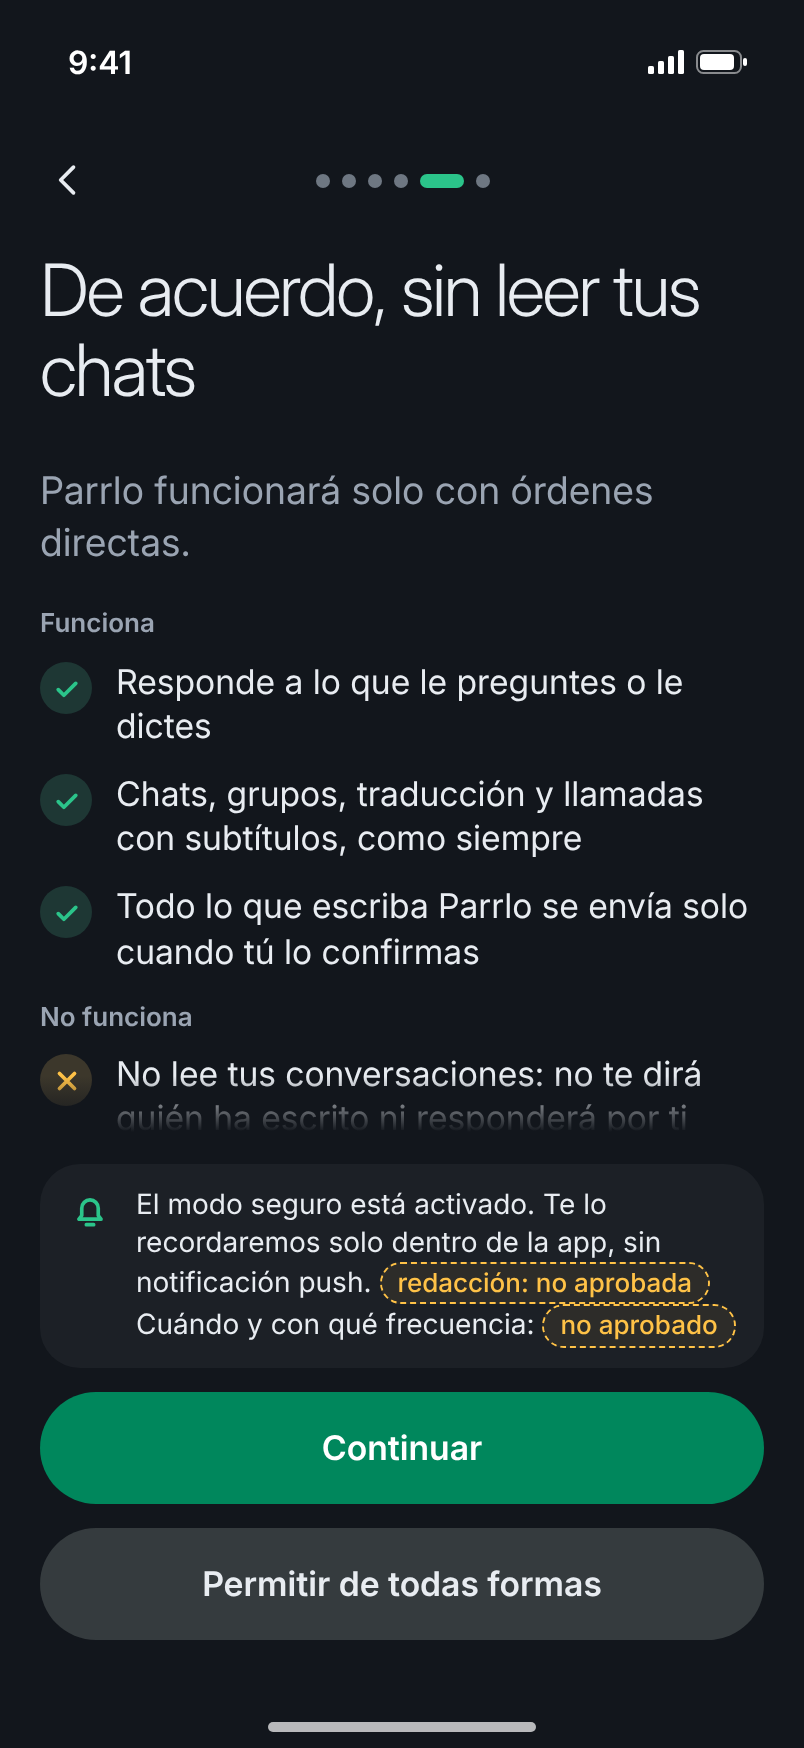 9:41
De acuerdo, sin leer tus
chats
Parrlo funcionará solo con órdenes
directas.
Funciona
Responde a lo que le preguntes o le
dictes
Chats, grupos, traducción y llamadas
con subtítulos, como siempre
Todo lo que escriba Parrlo se envía solo
cuando tú lo confirmas
No funciona
No lee tus conversaciones: no te dirá
quién ha escrito ni responderá por ti
El modo seguro está activado. Te lo
recordaremos solo dentro de la app, sin
notificación push. redacción: no aprobada
Cuándo y con qué frecuencia: no aprobado
Continuar
Permitir de todas formas